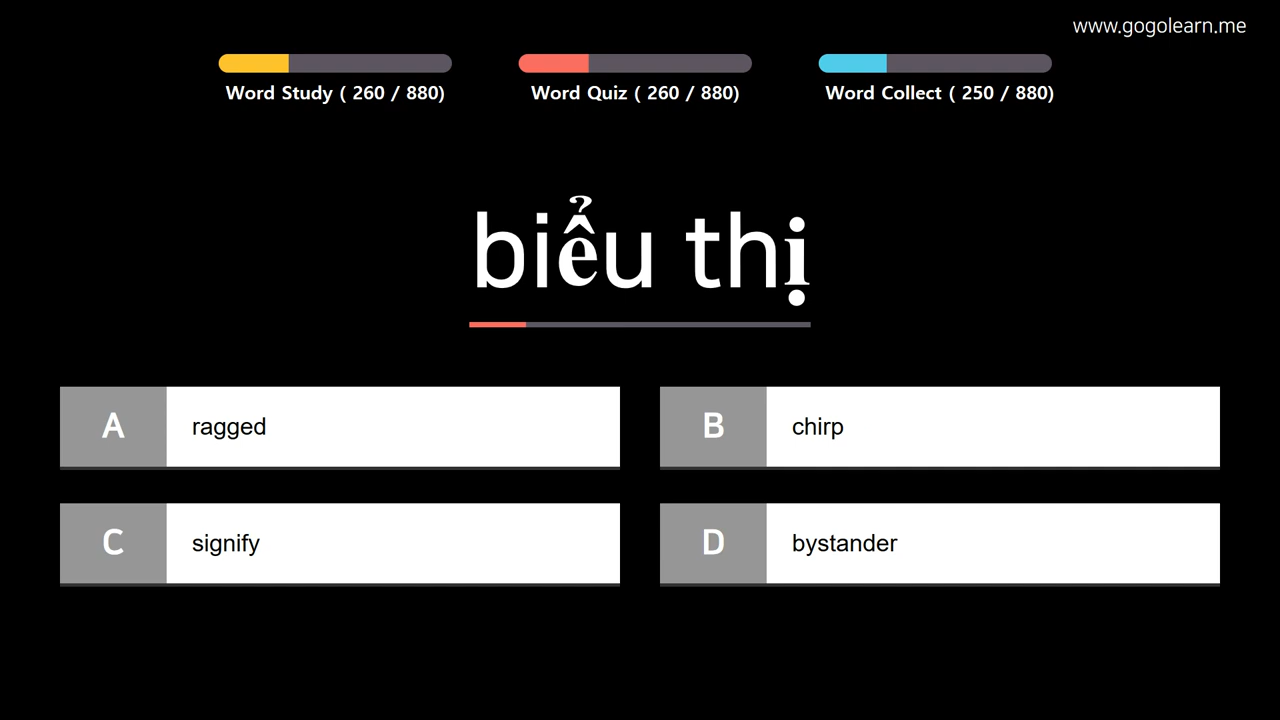 www.gogolearn.me
Word Study ( 260 / 880)
Word Quiz ( 260 / 880)
Word Collect ( 250 / 880)
biểu thị
A ragged
B chirp
C signify
D bystander